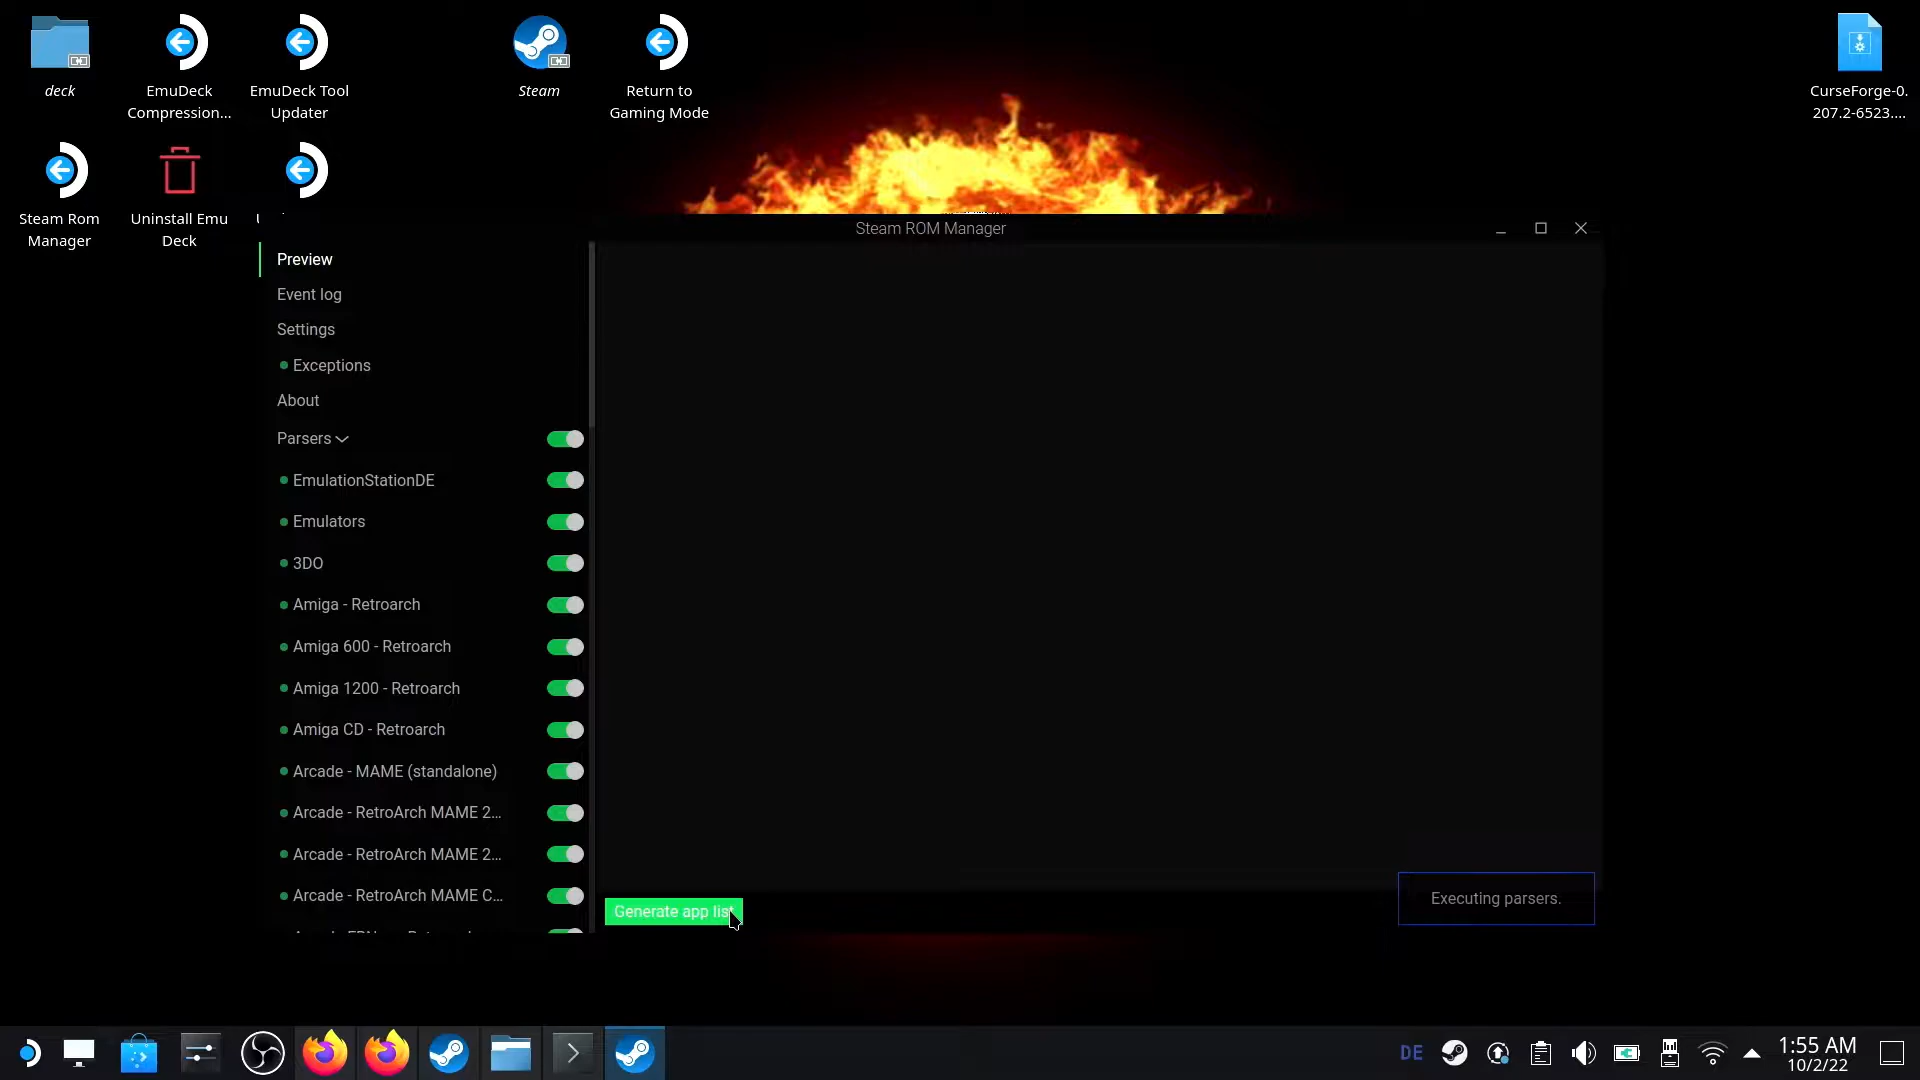 deck
EmuDeck
Compression...
EmuDeck Tool
Updater
Steam
Return to
Gaming Mode
CurseForge-0.
207.2-6523....
Steam Rom
Manager
Uninstall Emu
Deck
Steam ROM Manager
Preview
Event log
Settings
Exceptions
About
Parsers
EmulationStationDE
Emulators
3DO
Amiga - Retroarch
Amiga 600 - Retroarch
Amiga 1200 - Retroarch
Amiga CD - Retroarch
Arcade - MAME (standalone)
Arcade - RetroArch MAME 2...
Arcade - RetroArch MAME 2...
Arcade - RetroArch MAME C...
Generate app list
Executing parsers.
DE
1:55 AM
10/2/22